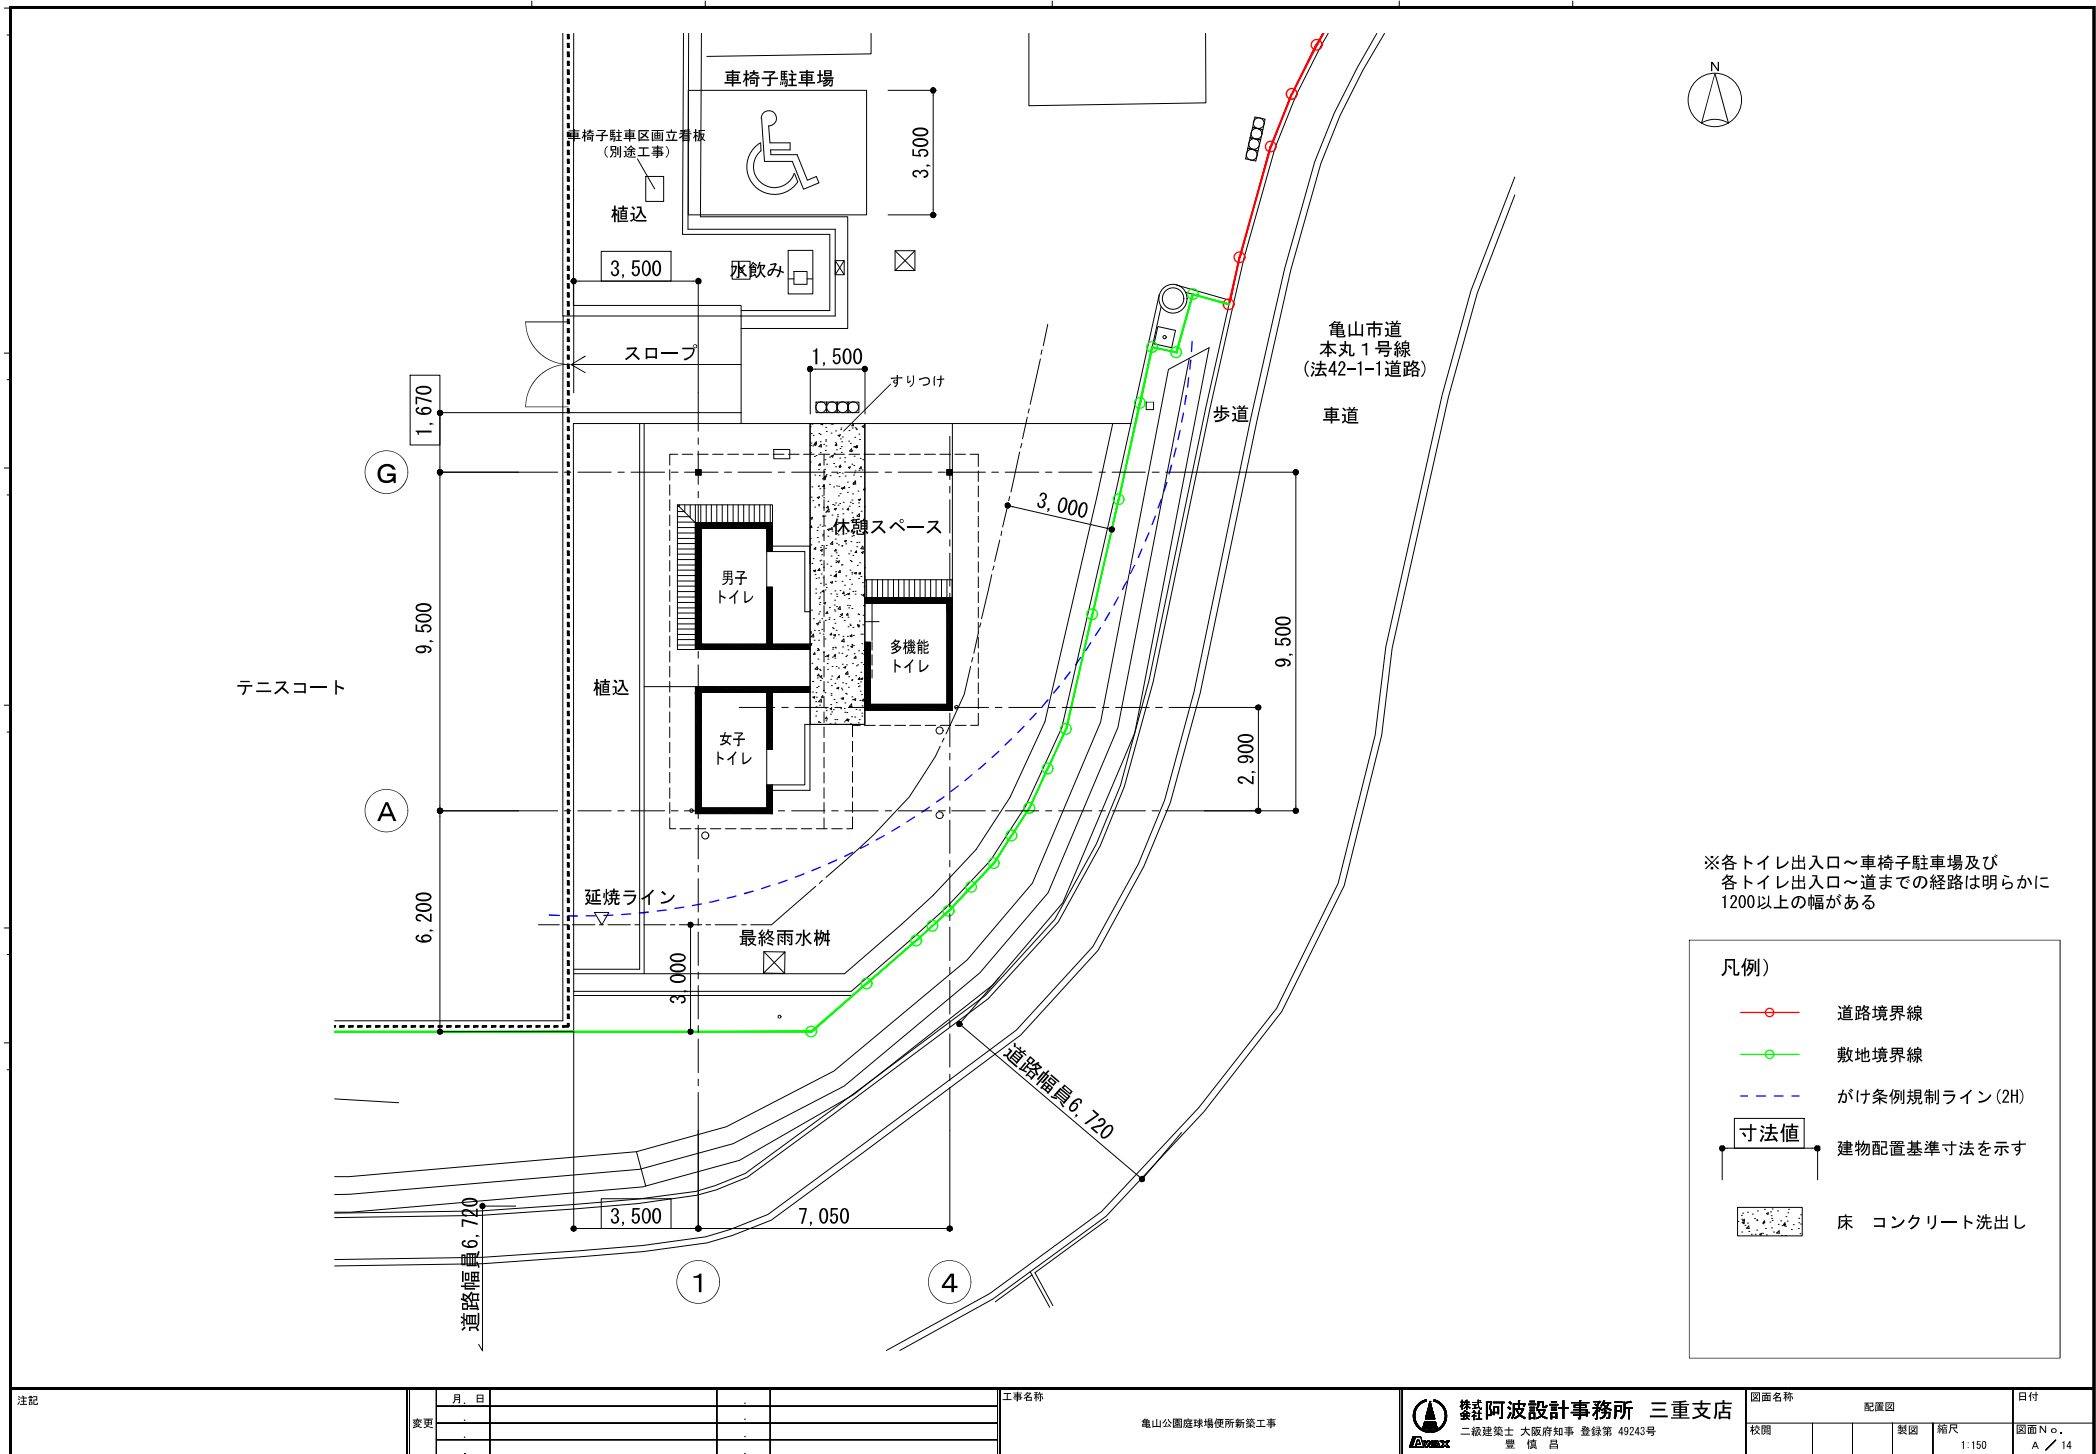 N
車椅子駐車場
車椅子駐車区画立看板
(別途工事)
植込
3,500
3,500
水飲み
スロープ
1,500
すりつけ
1,670
亀山市道
本丸1号線
(法42-1-1道路)
歩道
車道
G
3,000
休憩スペース
男子
トイレ
9,500
9,500
多機能
トイレ
テニスコート
植込
女子
トイレ
2,900
A
6,200
延焼ライン
最終雨水桝
3,000
※各トイレ出入口~車椅子駐車場及び
各トイレ出入口~道までの経路は明らかに
1200以上の幅がある
凡例)
道路境界線
敷地境界線
がけ条例規制ライン(2H)
寸法値
建物配置基準寸法を示す
床 コンクリート洗出し
道路幅員6,720
道路幅員6,720
3,500
7,050
1
4
注記
変更
月. 日
工事名称
亀山公園庭球場便所新築工事
Awax
株式会社阿波設計事務所 三重支店
二級建築士 大阪府知事 登録第 49243号
豊 慎 昌
図面名称
配置図
日付
校閲
製図
縮尺
1:150
図面No.
A / 14